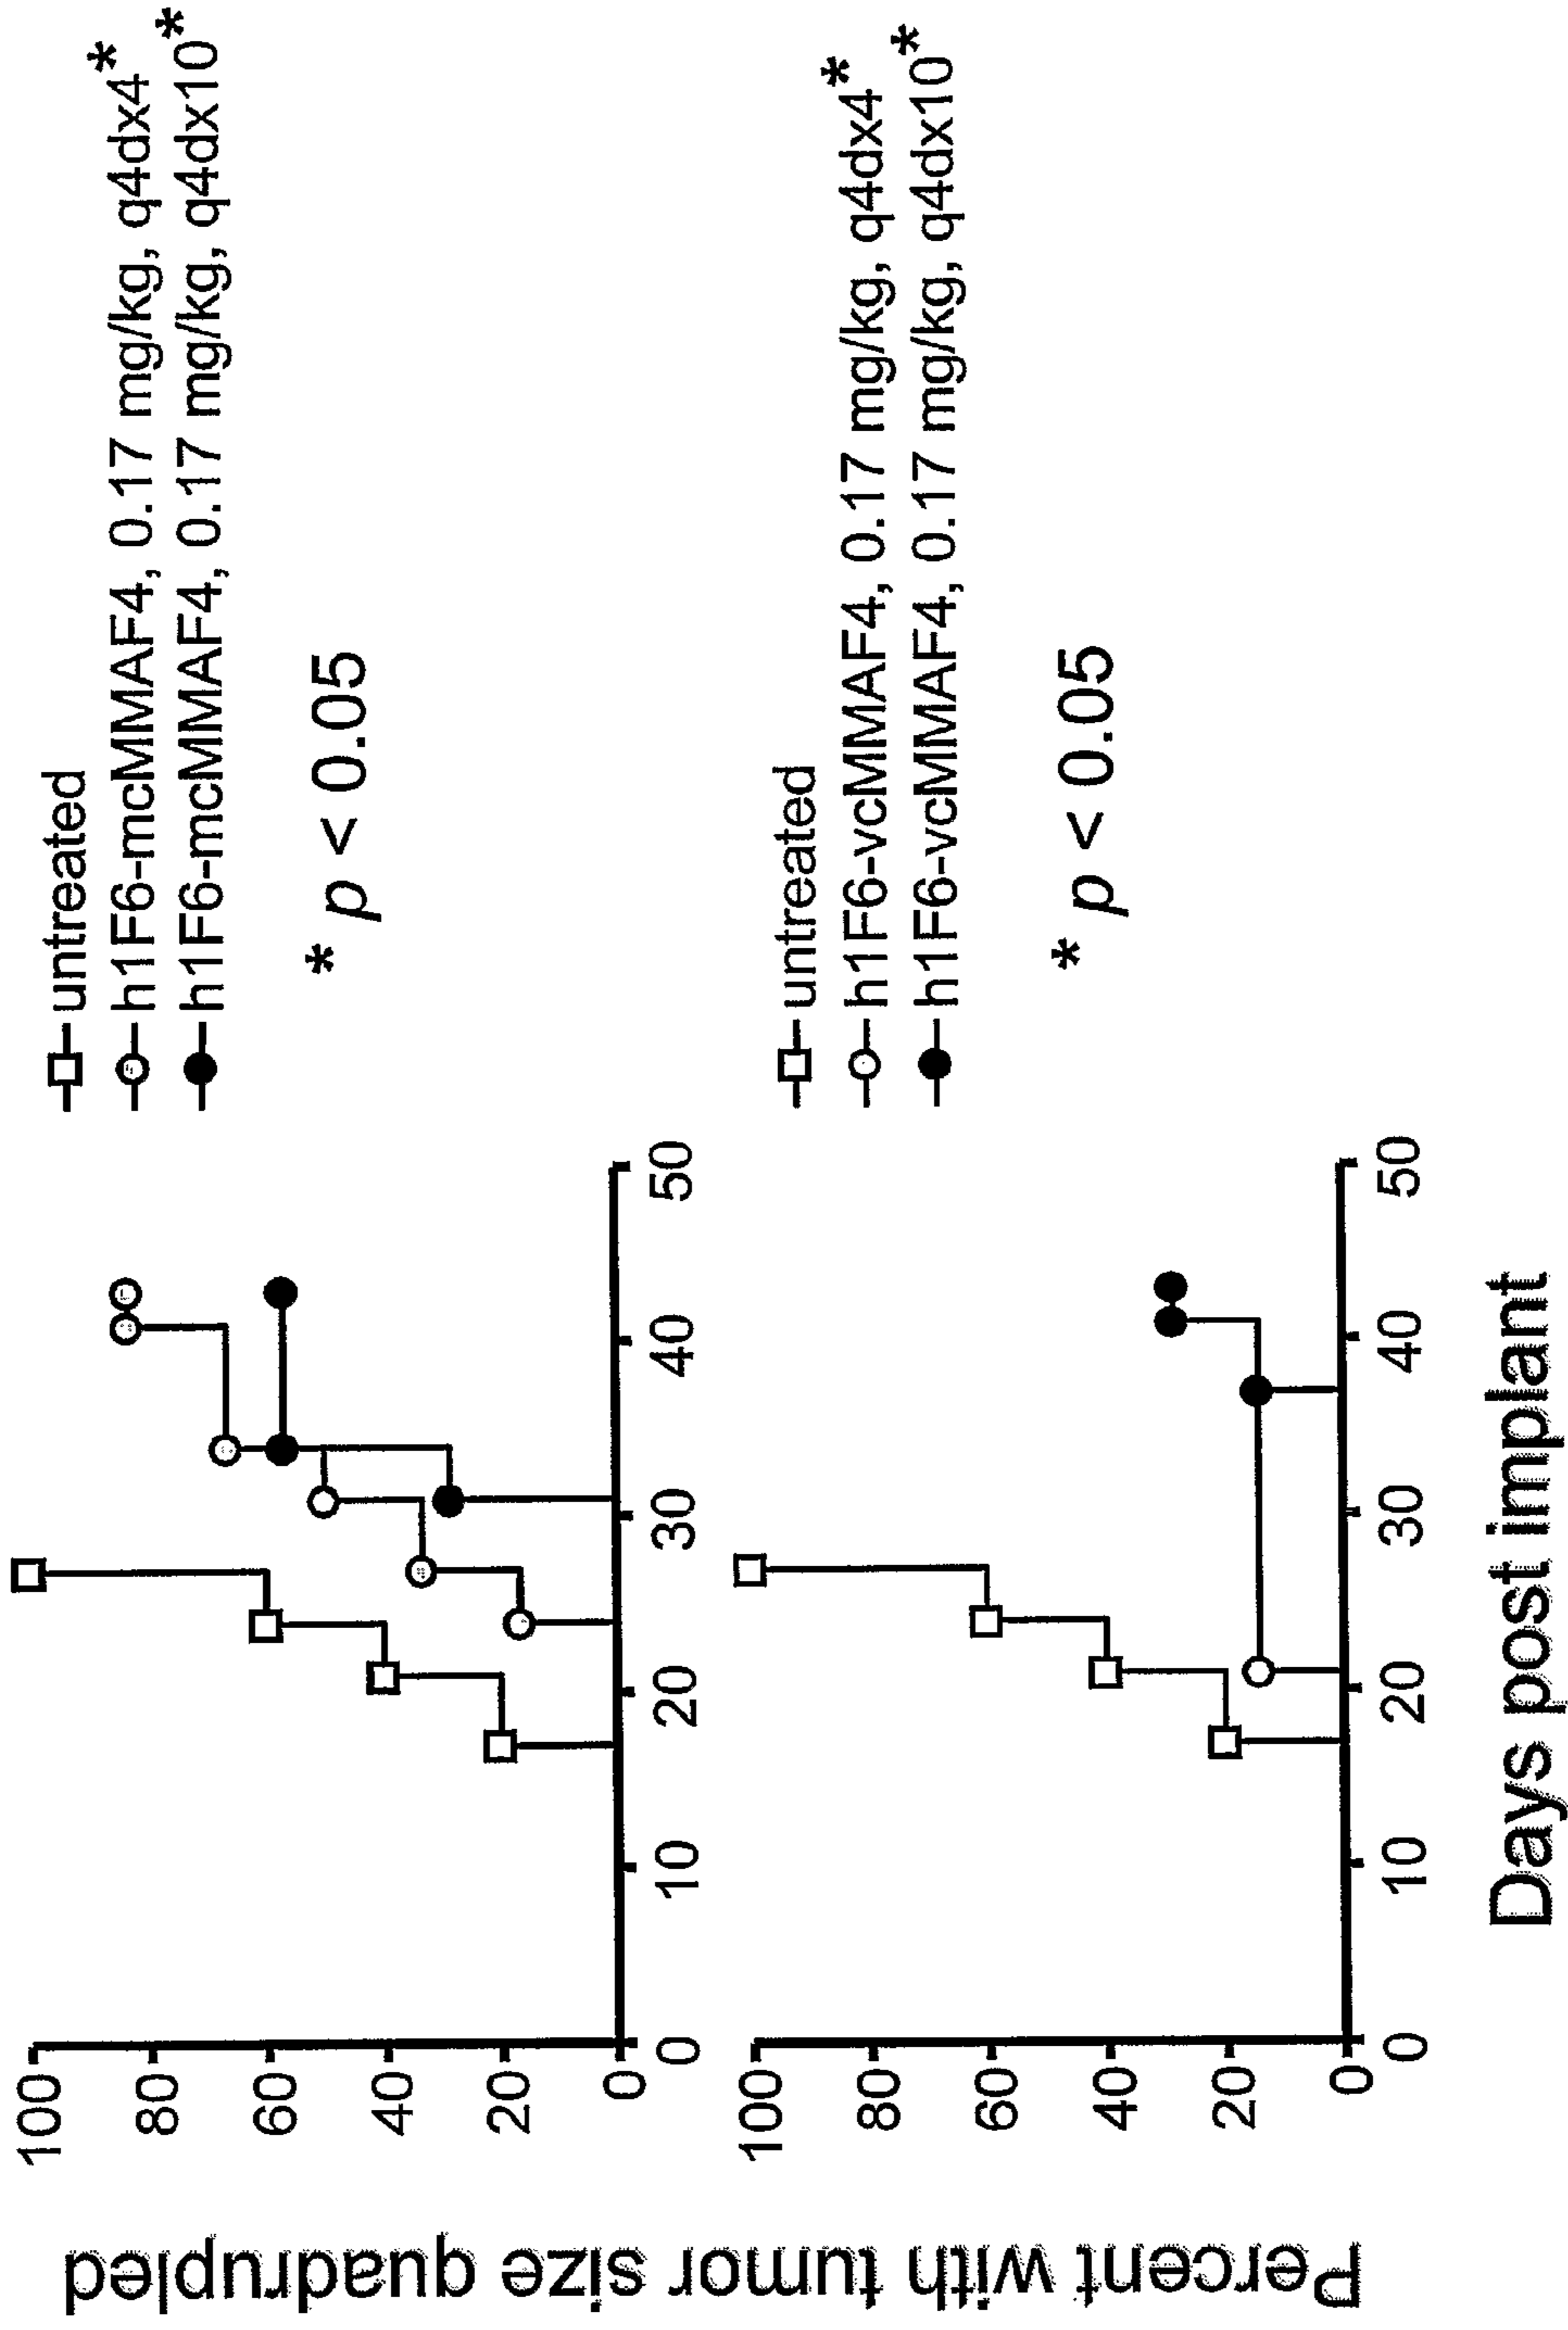 Percent with tumor size quadrupled
100
80
60
40
20
0
0
10
20
30
40
50
untreated
h1F6-mcMMAF4, 0.17 mg/kg, q4dx4*
h1F6-mcMMAF4, 0.17 mg/kg, q4dx10*
* p < 0.05
100
80
60
40
20
0
0
10
20
30
40
50
untreated
h1F6-vcMMAF4, 0.17 mg/kg, q4dx4*
h1F6-vcMMAF4, 0.17 mg/kg, q4dx10*
* p < 0.05
Days post implant